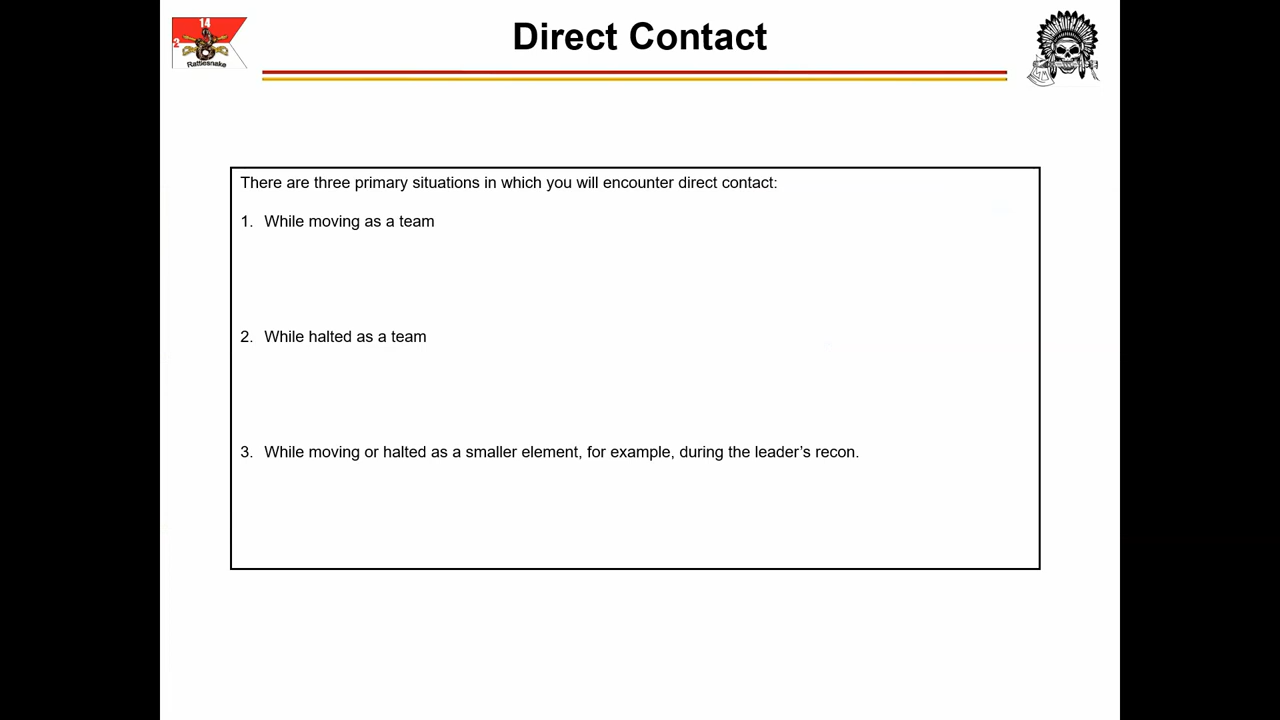 Direct Contact
14
2
Rattlesnake
There are three primary situations in which you will encounter direct contact:
1. While moving as a team
2. While halted as a team
3. While moving or halted as a smaller element, for example, during the leader’s recon.